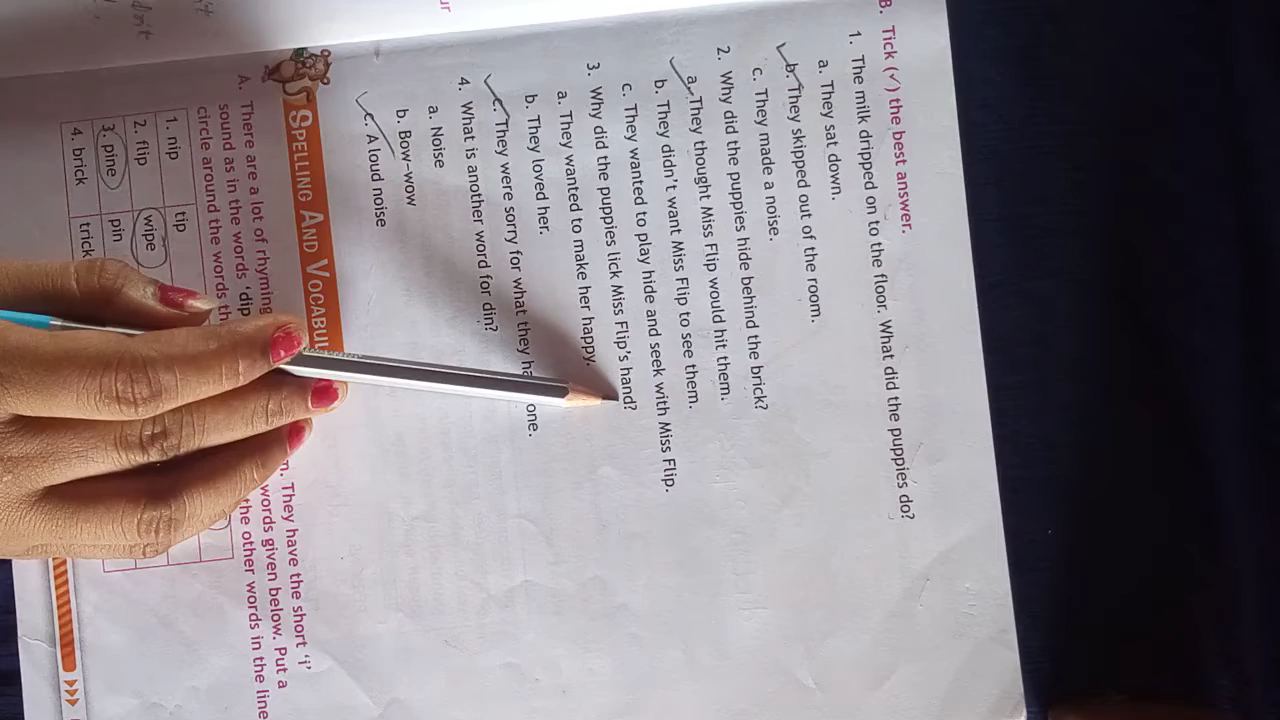 B. Tick (✓) the best answer.
1. The milk dripped on to the floor. What did the puppies do?
a. They sat down.
b. They skipped out of the room.
c. They made a noise.
2. Why did the puppies hide behind the brick?
a. They thought Miss Flip would hit them.
b. They didn't want Miss Flip to see them.
c. They wanted to play hide and seek with Miss Flip.
3. Why did the puppies lick Miss Flip's hand?
a. They wanted to make her happy.
b. They loved her.
c. They were sorry for what they ha one.
4. What is another word for din?
a. Noise
b. Bow-wow
c. A loud noise
SPELLING AND VOCABUL
A. There are a lot of rhyming They have the short 'i'
sound as in the words 'dip words given below. Put a
circle around the words th the other words in the line
1. nip tip
2. flip wipe
3. pine pin
4. brick trick